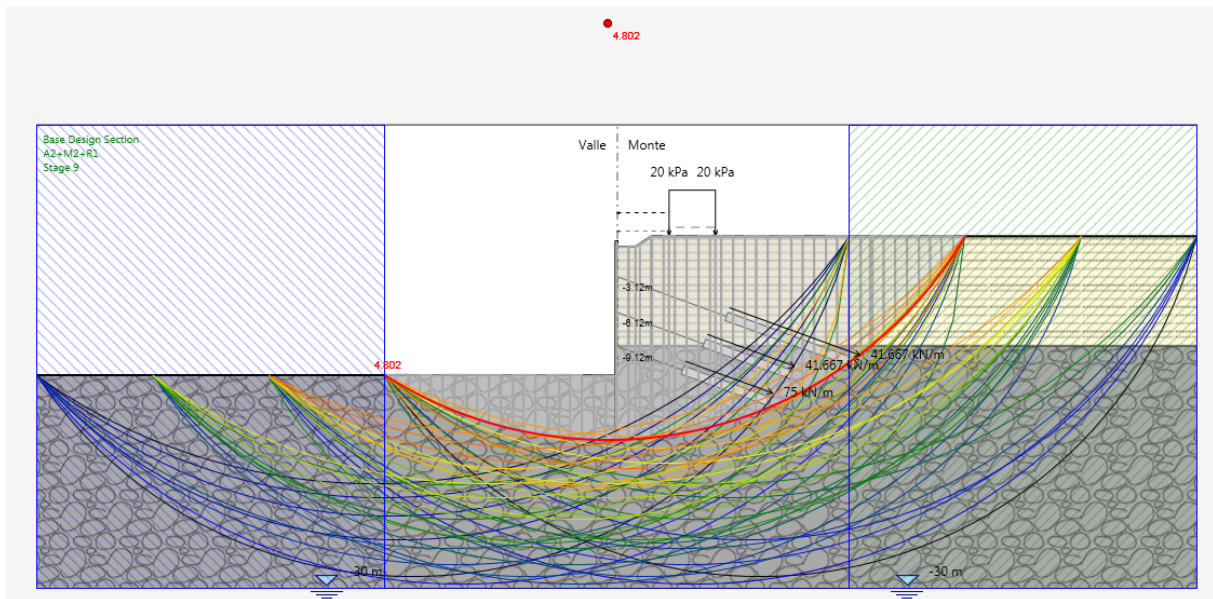 4.802
Base Design Section
A2+M2+R1
Stage 9
Valle
Monte
20 kPa
20 kPa
-3.12m
-6.12m
-9.12m
41.667 kN/m
41.667 kN/m
75 kN/m
4.802
-30 m
-30 m